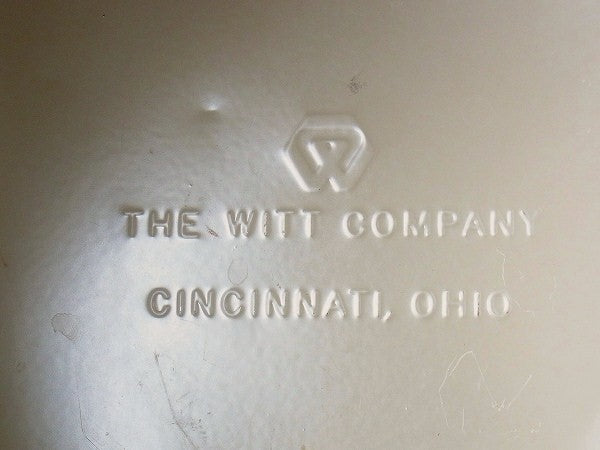 THE WITT COMPANY
CINCINNATI, OHIO